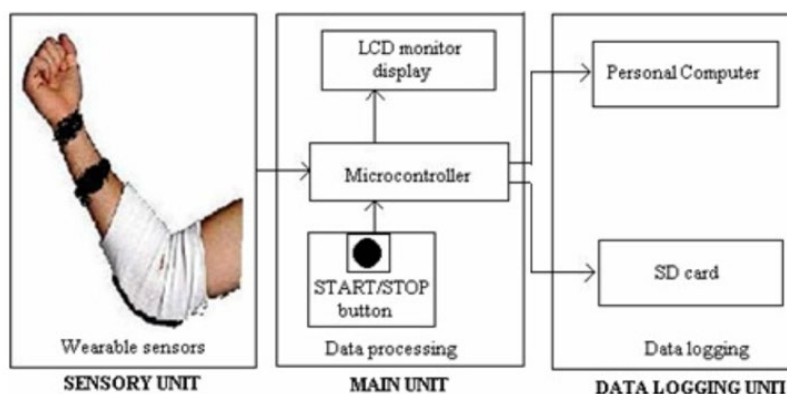 Wearable sensors
SENSORY UNIT
LCD monitor
display
Microcontroller
START/STOP
button
Data processing
MAIN UNIT
Personal Computer
SD card
Data logging
DATA LOGGING UNIT